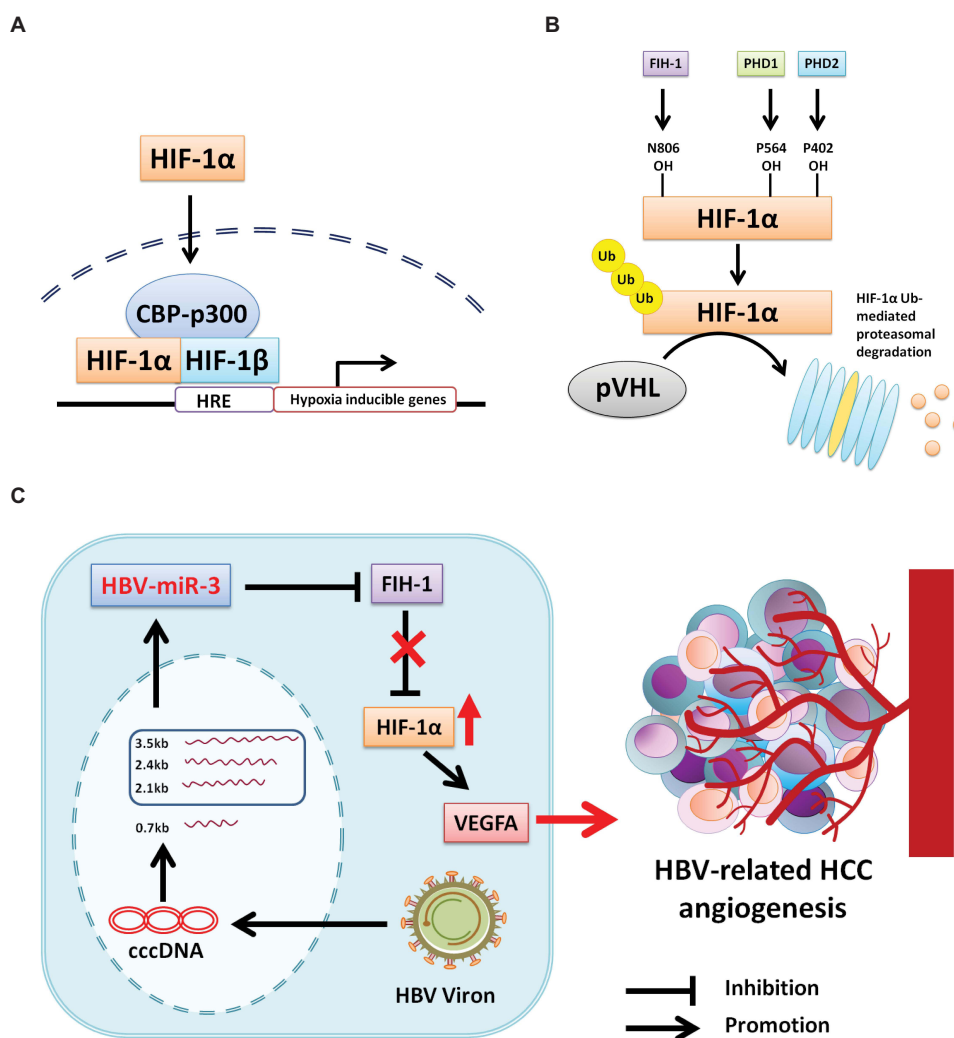 A
HIF-1α
CBP-p300
HIF-1α
HIF-1β
HRE
Hypoxia inducible genes
B
FIH-1
PHD1
PHD2
N806
OH
P564
OH
P402
OH
HIF-1α
Ub
Ub
Ub
HIF-1α
pVHL
HIF-1α Ub-
mediated
proteasomal
degradation
C
HBV-miR-3
FIH-1
HIF-1α
VEGFA
3.5kb
2.4kb
2.1kb
0.7kb
cccDNA
HBV Viron
HBV-related HCC
angiogenesis
Inhibition
Promotion